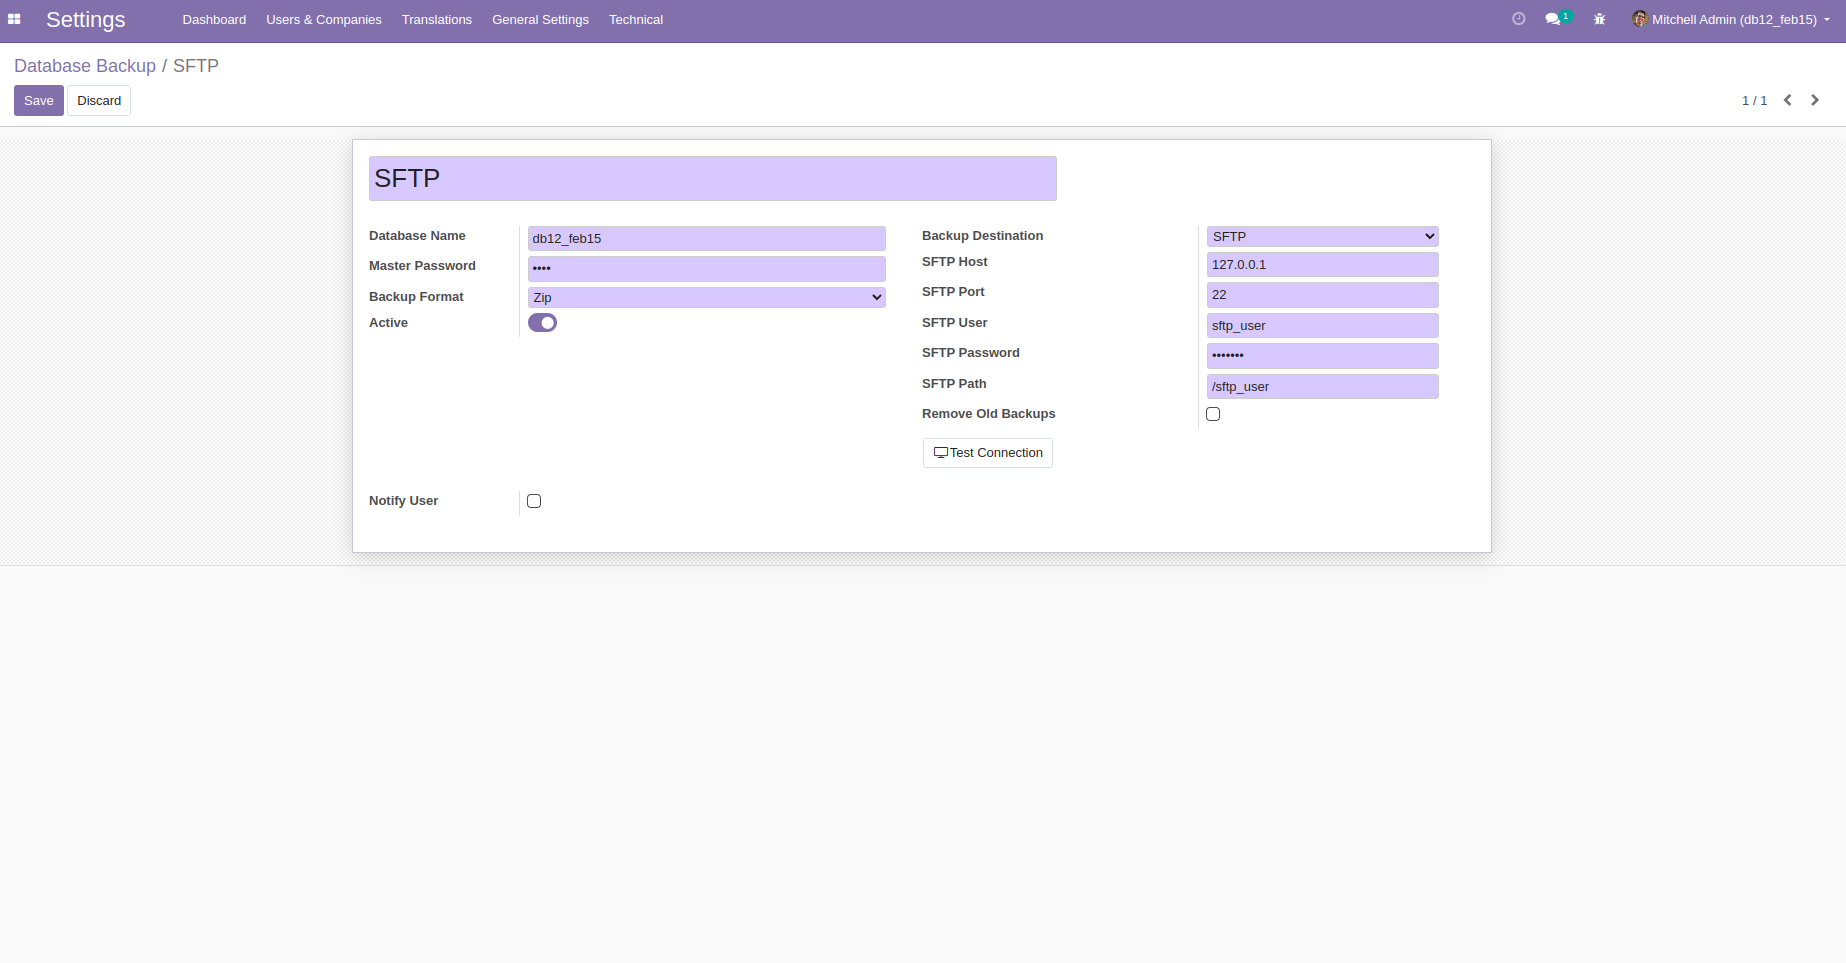 Settings Dashboard Users & Companies Translations General Settings Technical 1 Mitchell Admin (db12_feb15)
Database Backup / SFTP
Save Discard 1 / 1
SFTP
Database Name db12_feb15
Master Password ••••
Backup Format Zip
Active
Backup Destination SFTP
SFTP Host 127.0.0.1
SFTP Port 22
SFTP User sftp_user
SFTP Password •••••••
SFTP Path /sftp_user
Remove Old Backups
Test Connection
Notify User